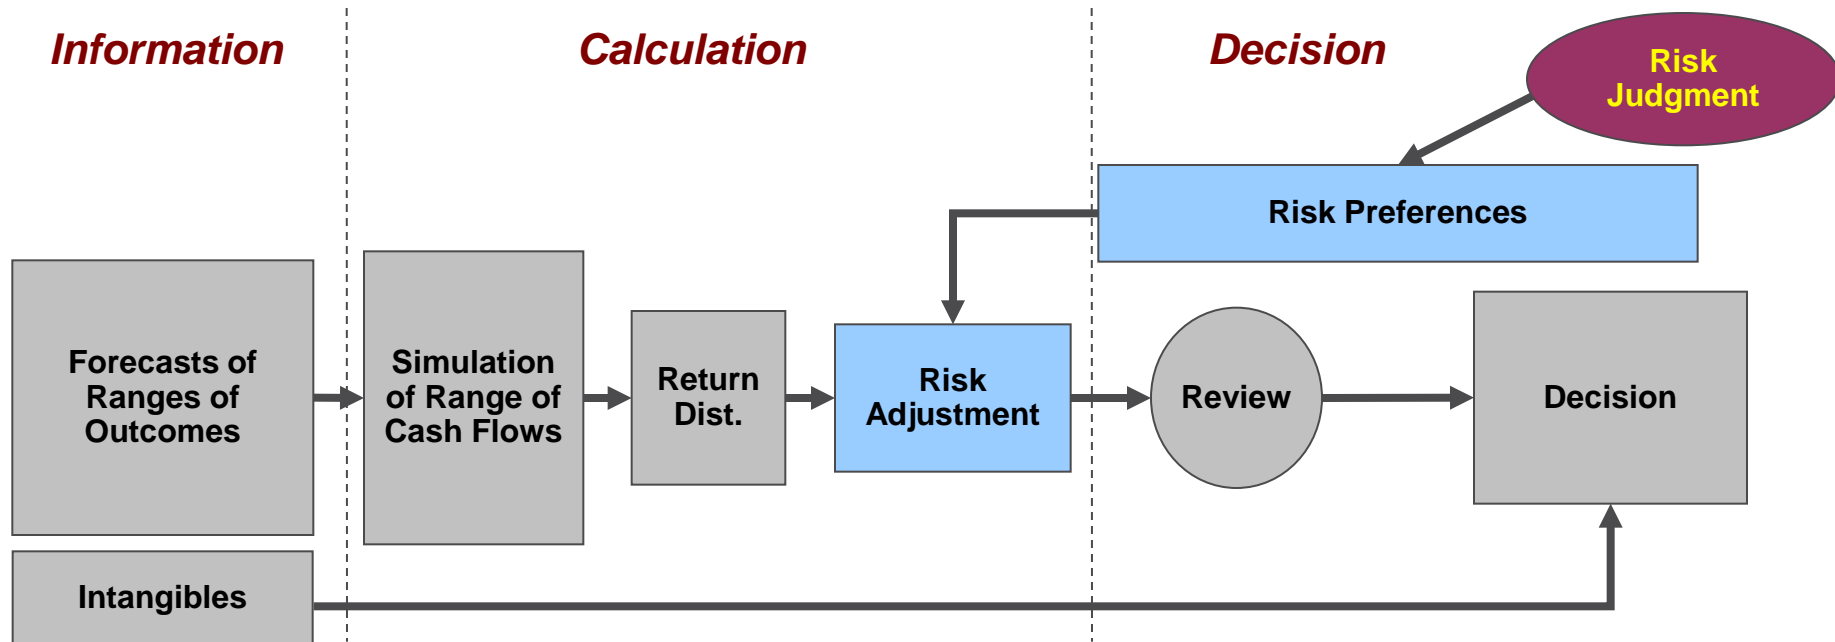 Information
Calculation
Decision
Risk
Judgment
Risk Preferences
Forecasts of
Ranges of
Outcomes
Simulation
of Range of
Cash Flows
Return
Dist.
Risk
Adjustment
Review
Decision
Intangibles